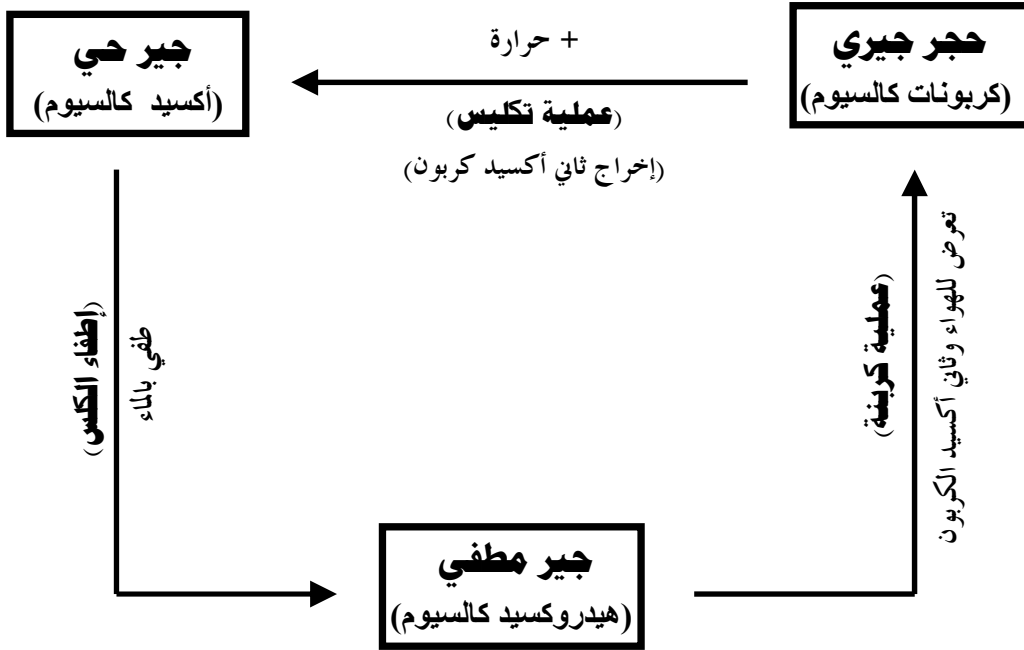 حجر جيري
(كربونات كالسيوم)
+ حرارة
(عملية تكليس)
(إخراج ثاني أكسيد كربون)
جير حي
(أكسيد كالسيوم)
(إطفاء الكلس)
طفي بالماء
جير مطفي
(هيدروكسيد كالسيوم)
(عملية كربنة)
تعرض للهواء وثاني أكسيد الكربون